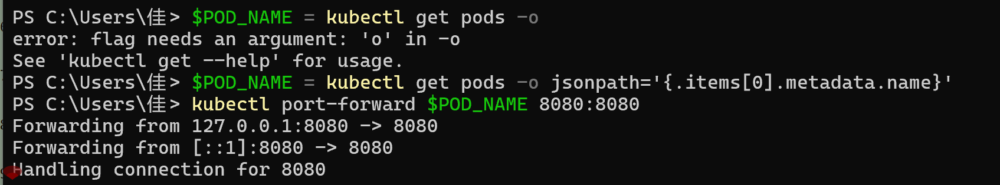 PS C:\Users\佳> $POD_NAME = kubectl get pods -o
error: flag needs an argument: 'o' in -o
See 'kubectl get --help' for usage.
PS C:\Users\佳> $POD_NAME = kubectl get pods -o jsonpath='{.items[0].metadata.name}'
PS C:\Users\佳> kubectl port-forward $POD_NAME 8080:8080
Forwarding from 127.0.0.1:8080 -> 8080
Forwarding from [::1]:8080 -> 8080
Handling connection for 8080